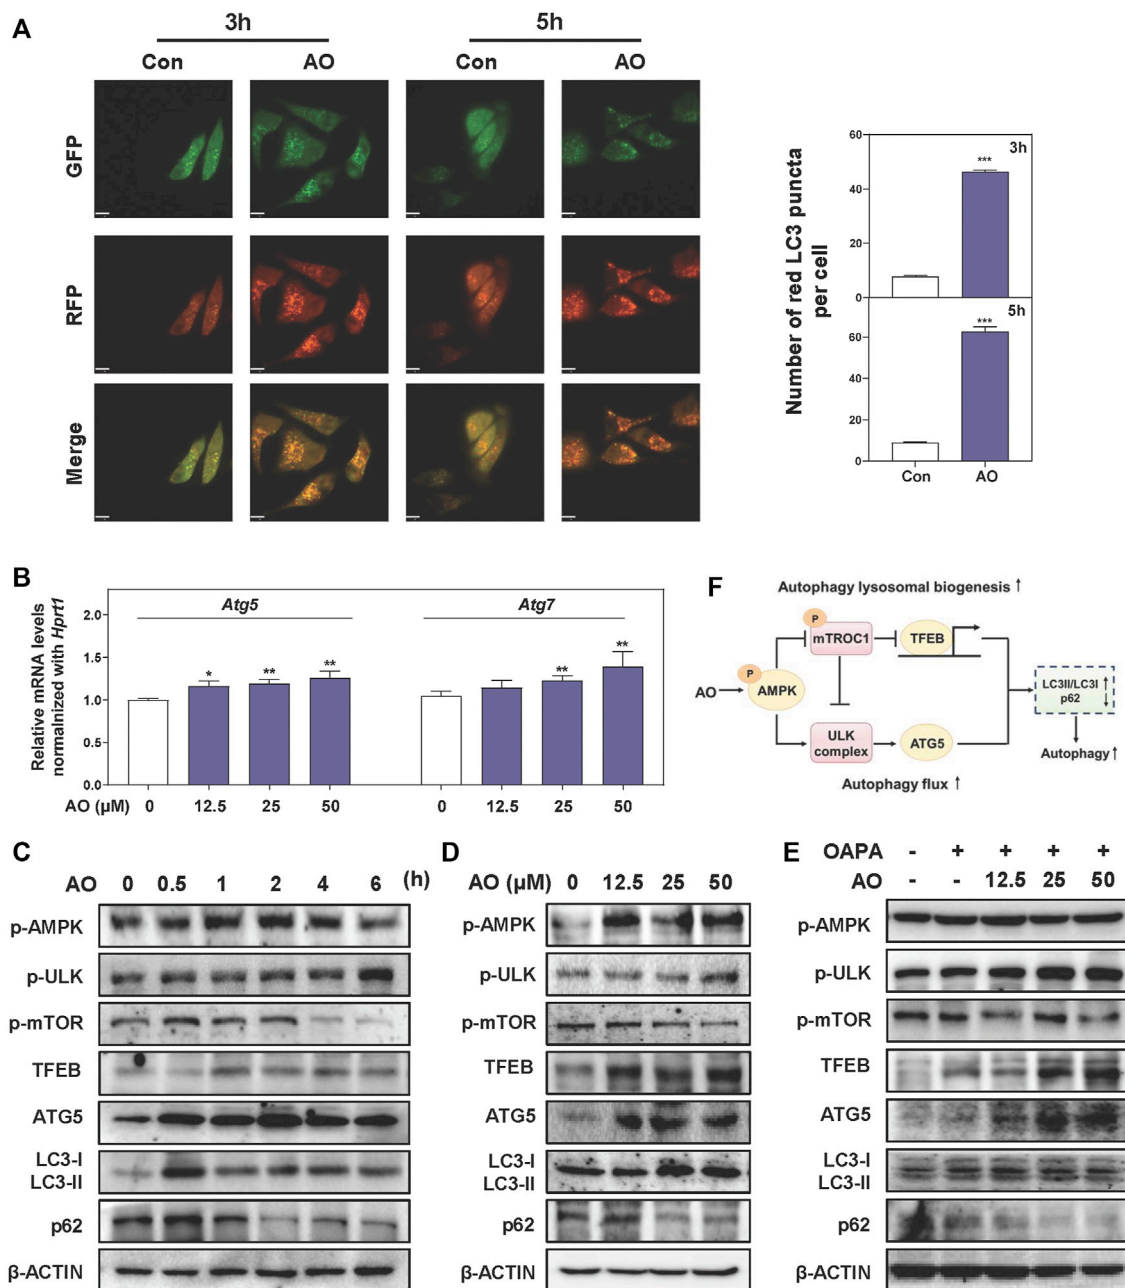 A
3h 5h
Con AO Con AO
GFP
RFP
Merge
Number of red LC3 puncta
per cell
60
40
20
0
3h
***
60
40
20
0
5h
***
Con AO
B
Relative mRNA levels
normalnized with Hprt1
2.0
1.5
1.0
0.5
0.0
Atg5 Atg7
* ** ** ** **
AO (μM) 0 12.5 25 50 0 12.5 25 50
F
Autophagy lysosomal biogenesis ↑
P
mTROC1
TFEB
P
AO
AMPK
LC3II/LC3I ↑
p62 ↓
ULK
complex
ATG5
Autophagy ↑
Autophagy flux ↑
C
AO 0 0.5 1 2 4 6 (h)
p-AMPK
p-ULK
p-mTOR
TFEB
ATG5
LC3-I
LC3-II
p62
β-ACTIN
D
AO (μM) 0 12.5 25 50
p-AMPK
p-ULK
p-mTOR
TFEB
ATG5
LC3-I
LC3-II
p62
β-ACTIN
E
OAPA - + + + +
AO - - 12.5 25 50
p-AMPK
p-ULK
p-mTOR
TFEB
ATG5
LC3-I
LC3-II
p62
β-ACTIN